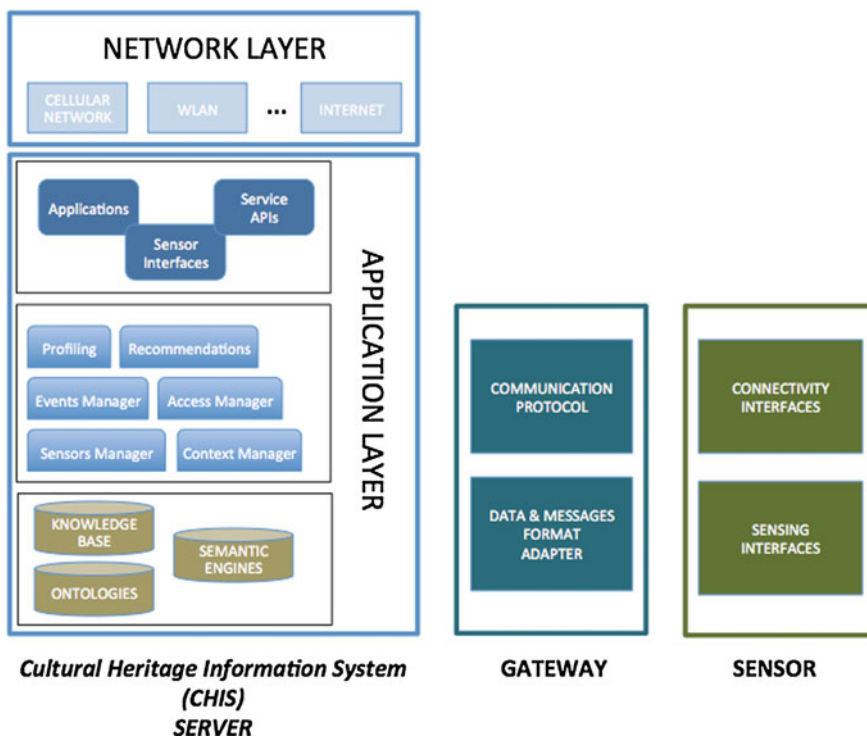 NETWORK LAYER
CELLULAR
NETWORK
WLAN
...
INTERNET
Applications
Service
APIs
Sensor
Interfaces
APPLICATION LAYER
Profiling
Recommendations
Events Manager
Access Manager
Sensors Manager
Context Manager
KNOWLEDGE
BASE
SEMANTIC
ENGINES
ONTOLOGIES
COMMUNICATION
PROTOCOL
DATA & MESSAGES
FORMAT
ADAPTER
CONNECTIVITY
INTERFACES
SENSING
INTERFACES
Cultural Heritage Information System
(CHIS)
SERVER
GATEWAY
SENSOR